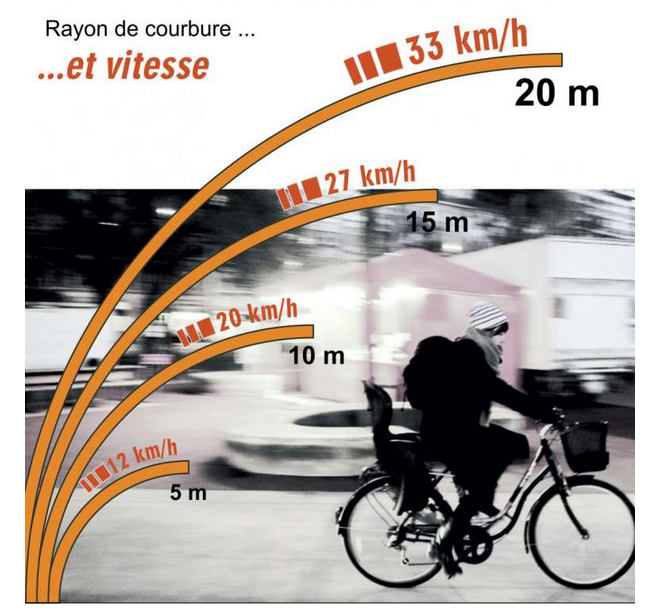 Rayon de courbure ...
...et vitesse
33 km/h
20 m
27 km/h
15 m
20 km/h
10 m
12 km/h
5 m